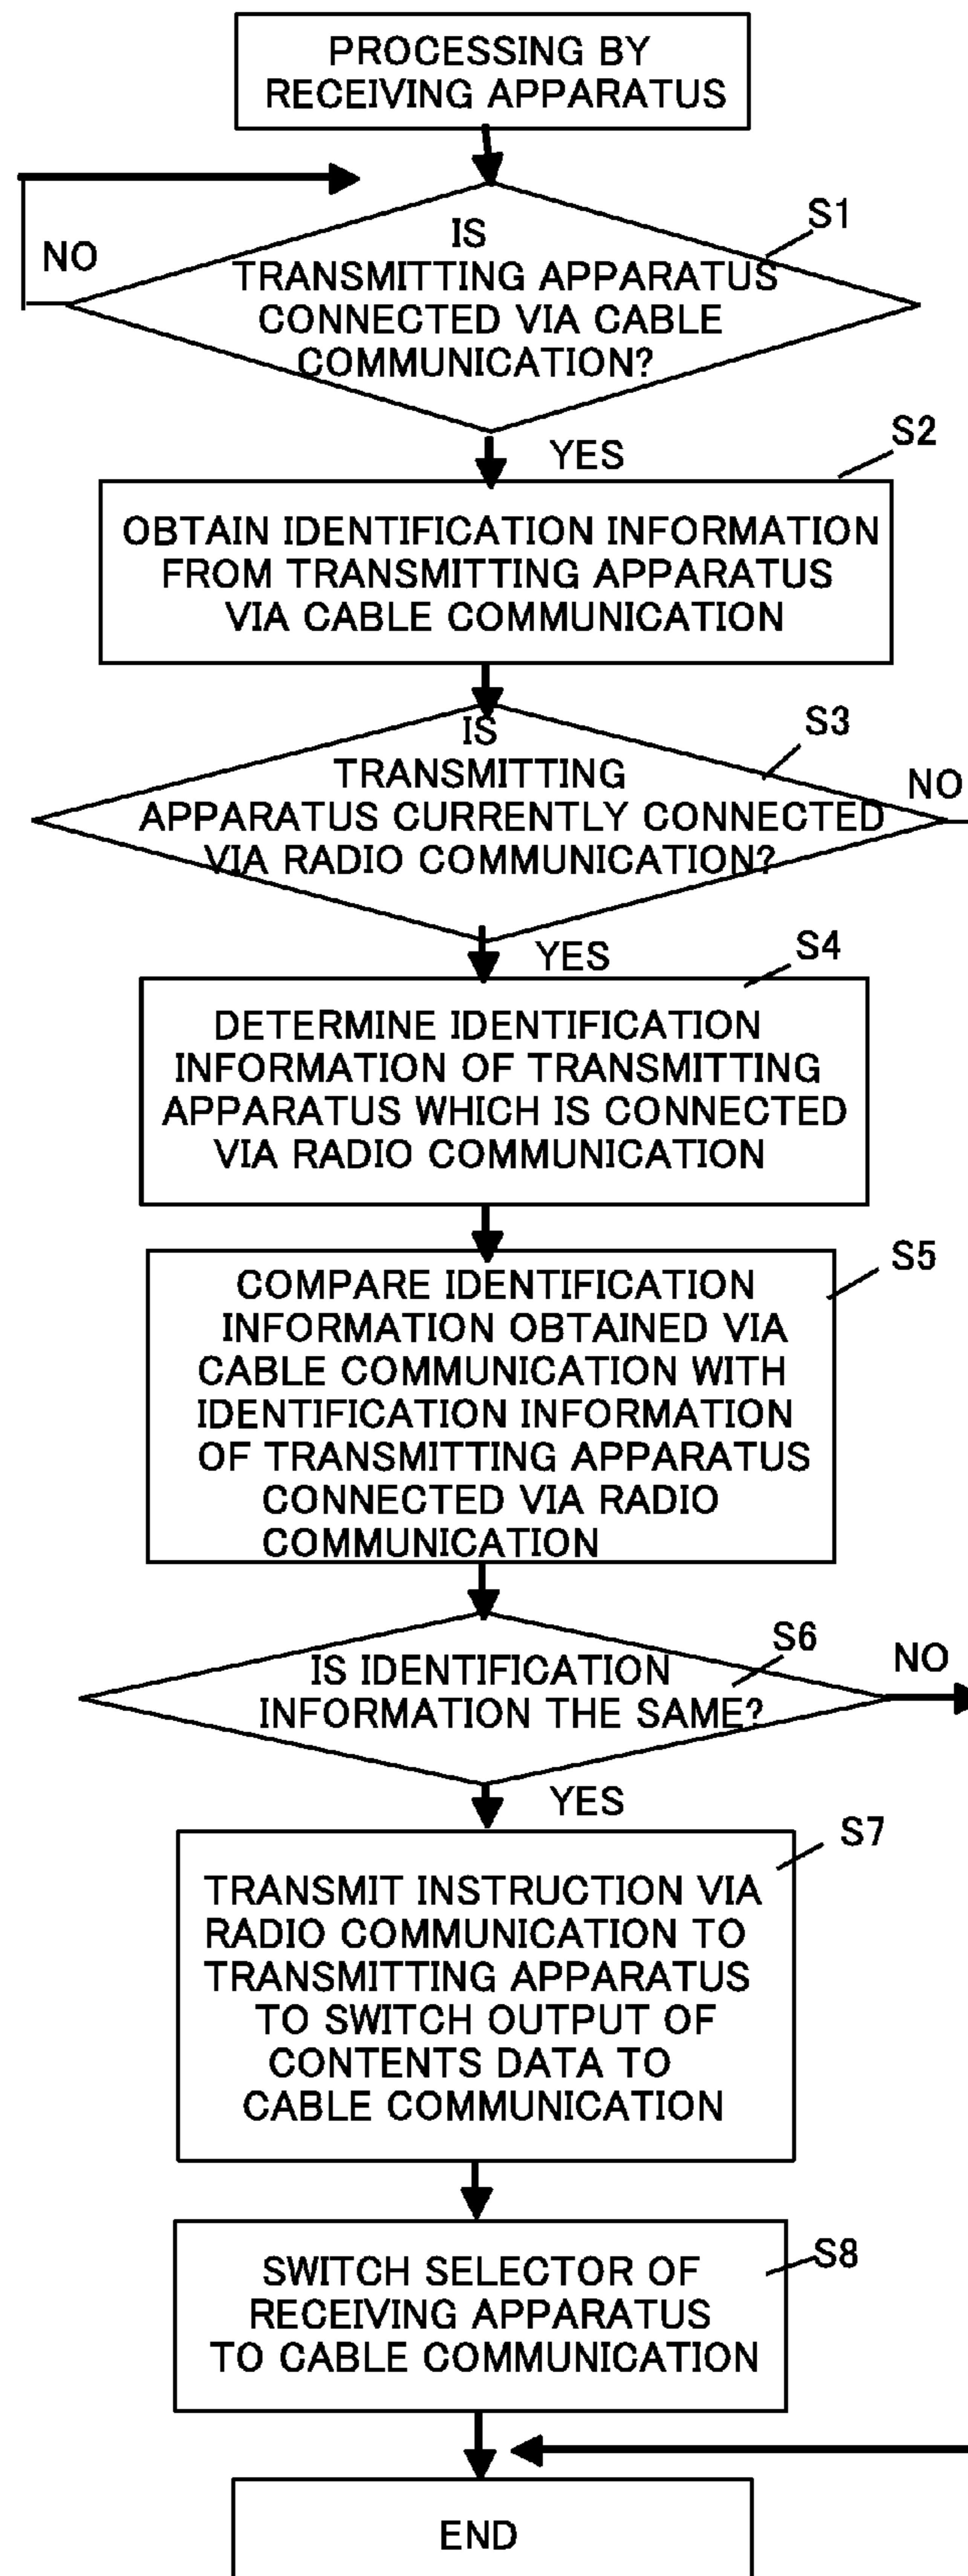 PROCESSING BY
RECEIVING APPARATUS
S1
NO
IS
TRANSMITTING APPARATUS
CONNECTED VIA CABLE
COMMUNICATION?
YES
S2
OBTAIN IDENTIFICATION INFORMATION
FROM TRANSMITTING APPARATUS
VIA CABLE COMMUNICATION
S3
IS
TRANSMITTING
APPARATUS CURRENTLY CONNECTED
VIA RADIO COMMUNICATION?
NO
YES
S4
DETERMINE IDENTIFICATION
INFORMATION OF TRANSMITTING
APPARATUS WHICH IS CONNECTED
VIA RADIO COMMUNICATION
S5
COMPARE IDENTIFICATION
INFORMATION OBTAINED VIA
CABLE COMMUNICATION WITH
IDENTIFICATION INFORMATION
OF TRANSMITTING APPARATUS
CONNECTED VIA RADIO
COMMUNICATION
S6
IS IDENTIFICATION
INFORMATION THE SAME?
NO
YES
S7
TRANSMIT INSTRUCTION VIA
RADIO COMMUNICATION TO
TRANSMITTING APPARATUS
TO SWITCH OUTPUT OF
CONTENTS DATA TO
CABLE COMMUNICATION
S8
SWITCH SELECTOR OF
RECEIVING APPARATUS
TO CABLE COMMUNICATION
END